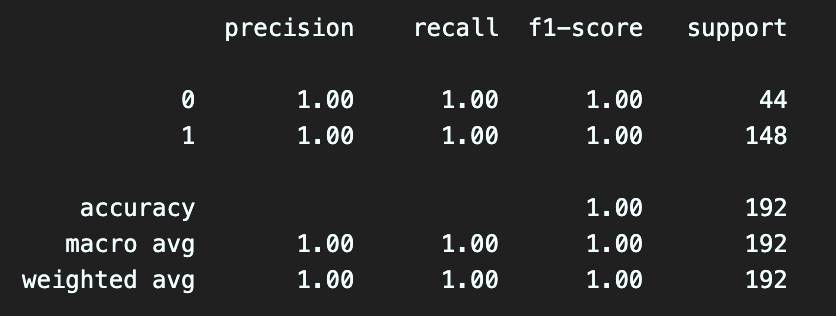 precision recall f1-score support
0 1.00 1.00 1.00 44
1 1.00 1.00 1.00 148
accuracy 1.00 192
macro avg 1.00 1.00 1.00 192
weighted avg 1.00 1.00 1.00 192